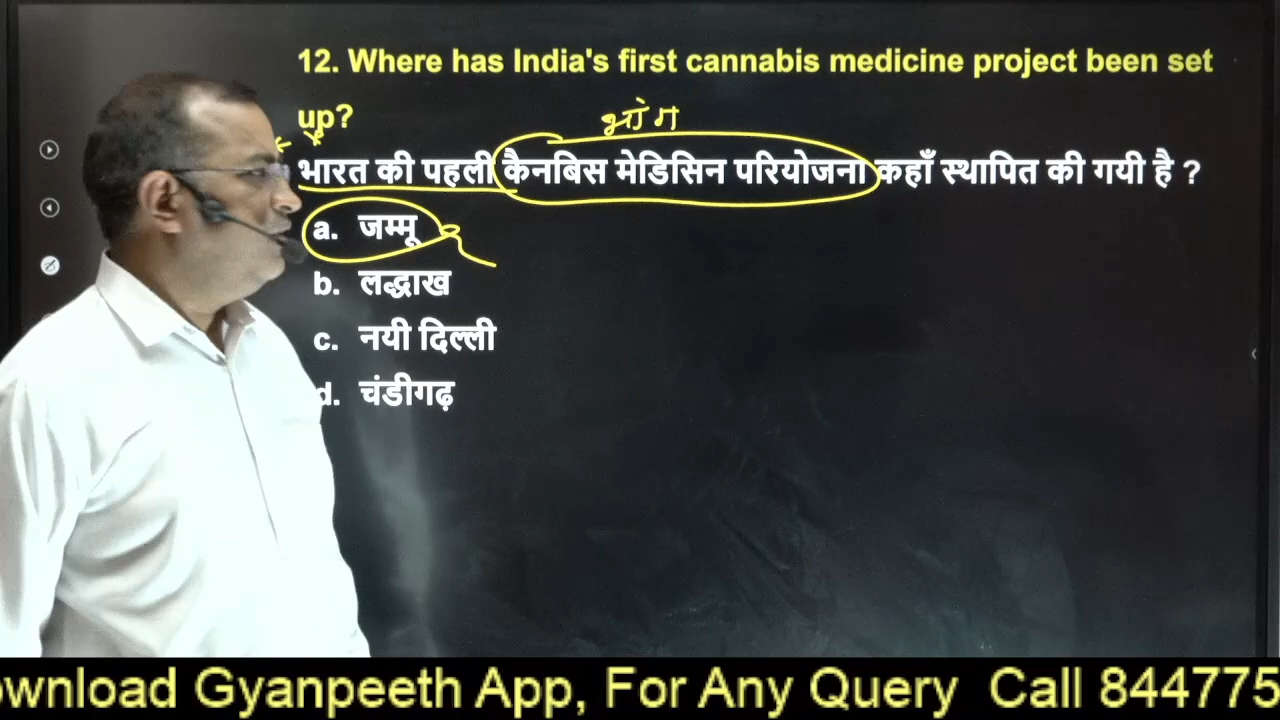 12. Where has India's first cannabis medicine project been set
up?
भाँग
भारत की पहली कैनबिस मेडिसिन परियोजना कहाँ स्थापित की गयी है ?
a. जम्मू
b. लद्धाख
c. नयी दिल्ली
d. चंडीगढ़
ownload Gyanpeeth App, For Any Query Call 844775